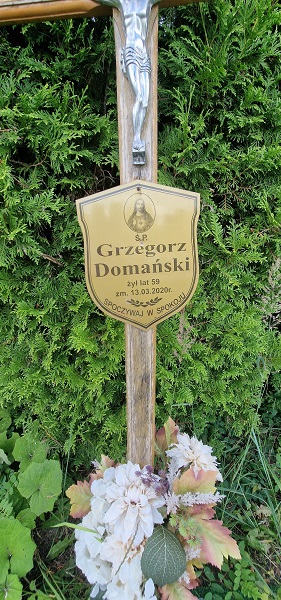 Ś.P.
Grzegorz
Domański
żył lat 59
zm. 13.03.2020r.
SPOCZYWAJ W SPOKOJU